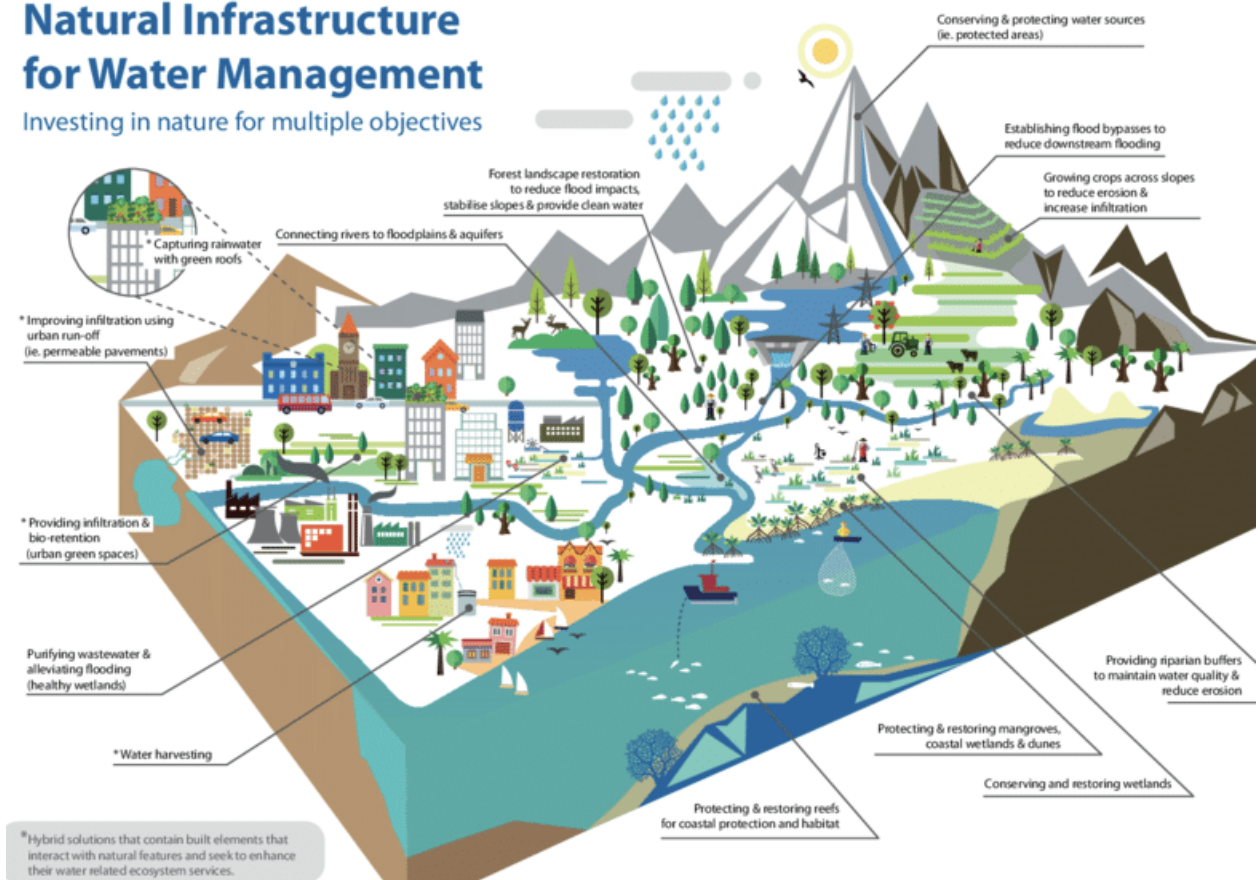 Natural Infrastructure
for Water Management
Investing in nature for multiple objectives
Conserving & protecting water sources
(ie. protected areas)
Establishing flood bypasses to
reduce downstream flooding
Growing crops across slopes
to reduce erosion &
increase infiltration
Forest landscape restoration
to reduce flood impacts,
stabilise slopes & provide clean water
Connecting rivers to floodplains & aquifers
* Capturing rainwater
with green roofs
* Improving infiltration using
urban run-off
(ie. permeable pavements)
* Providing infiltration &
bio-retention
(urban green spaces)
Purifying wastewater &
alleviating flooding
(healthy wetlands)
* Water harvesting
Providing riparian buffers
to maintain water quality &
reduce erosion
Protecting & restoring mangroves,
coastal wetlands & dunes
Conserving and restoring wetlands
Protecting & restoring reefs
for coastal protection and habitat
* Hybrid solutions that contain built elements that
interact with natural features and seek to enhance
their water related ecosystem services.